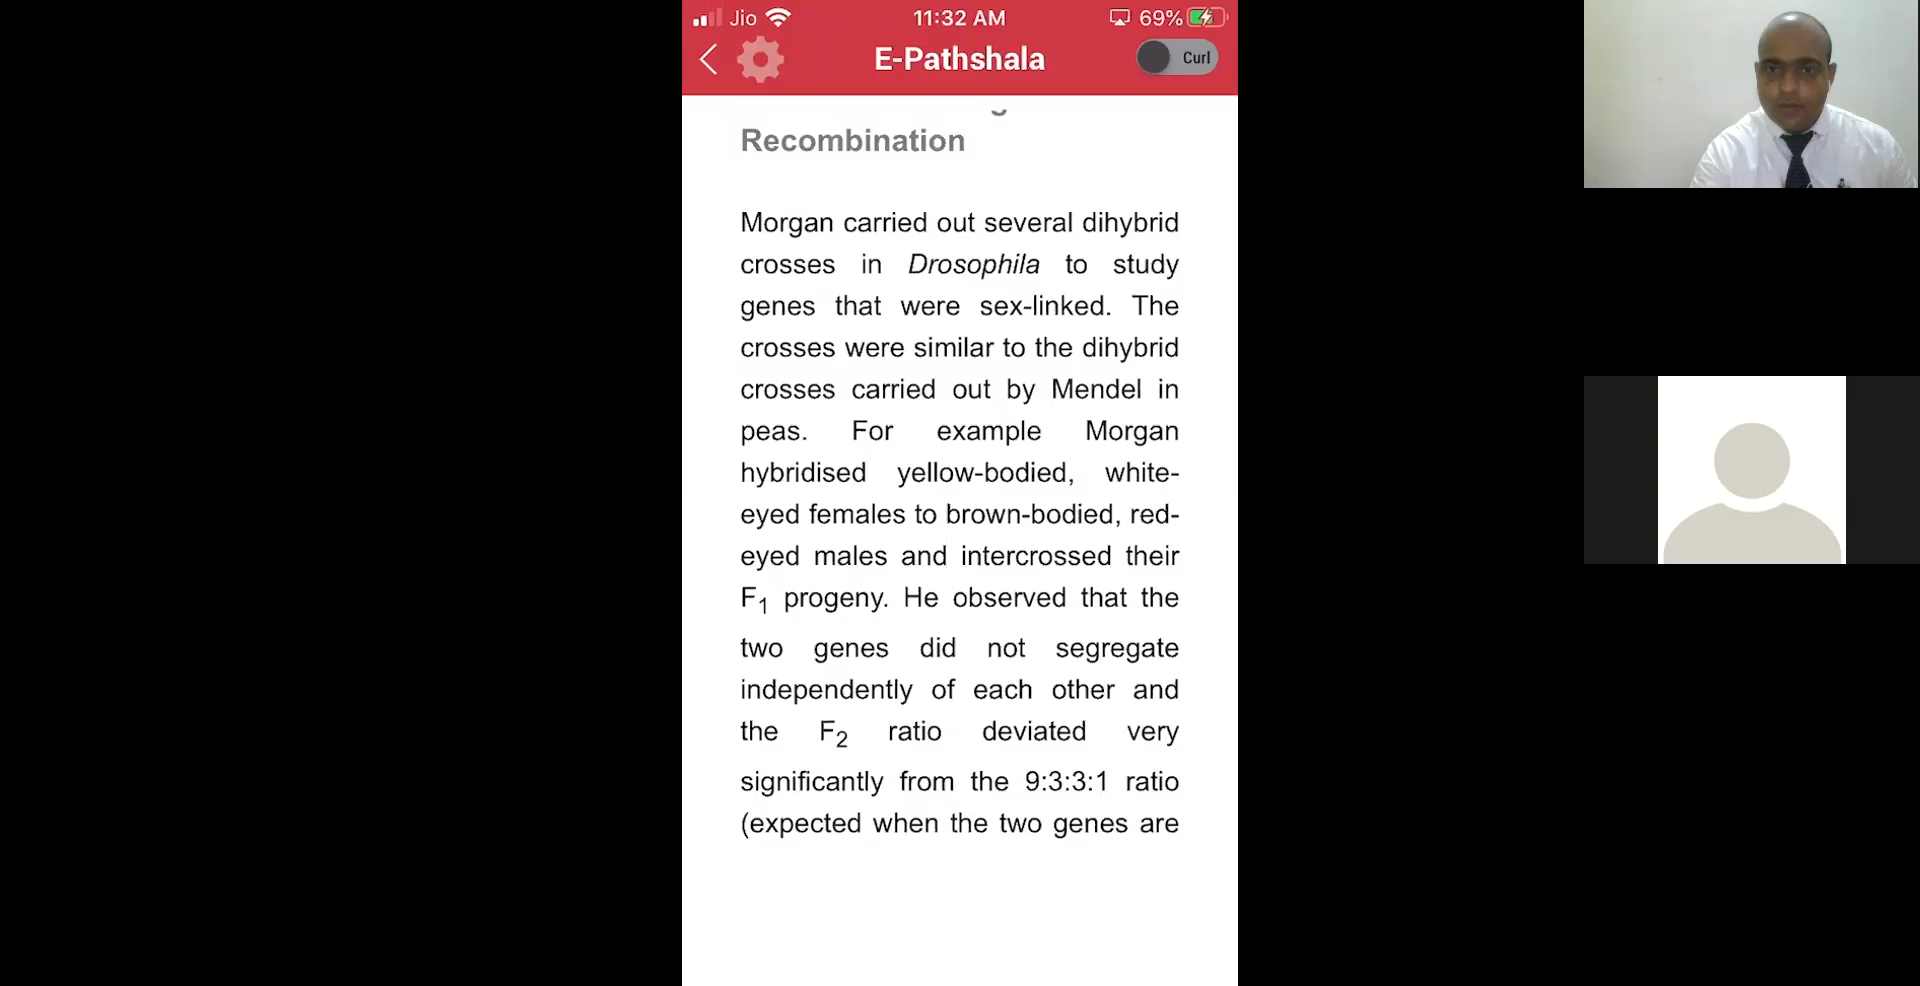 Jio 11:32 AM 69%
E-Pathshala Curl
Recombination
Morgan carried out several dihybrid
crosses in Drosophila to study
genes that were sex-linked. The
crosses were similar to the dihybrid
crosses carried out by Mendel in
peas. For example Morgan
hybridised yellow-bodied, white-
eyed females to brown-bodied, red-
eyed males and intercrossed their
F1 progeny. He observed that the
two genes did not segregate
independently of each other and
the F2 ratio deviated very
significantly from the 9:3:3:1 ratio
(expected when the two genes are